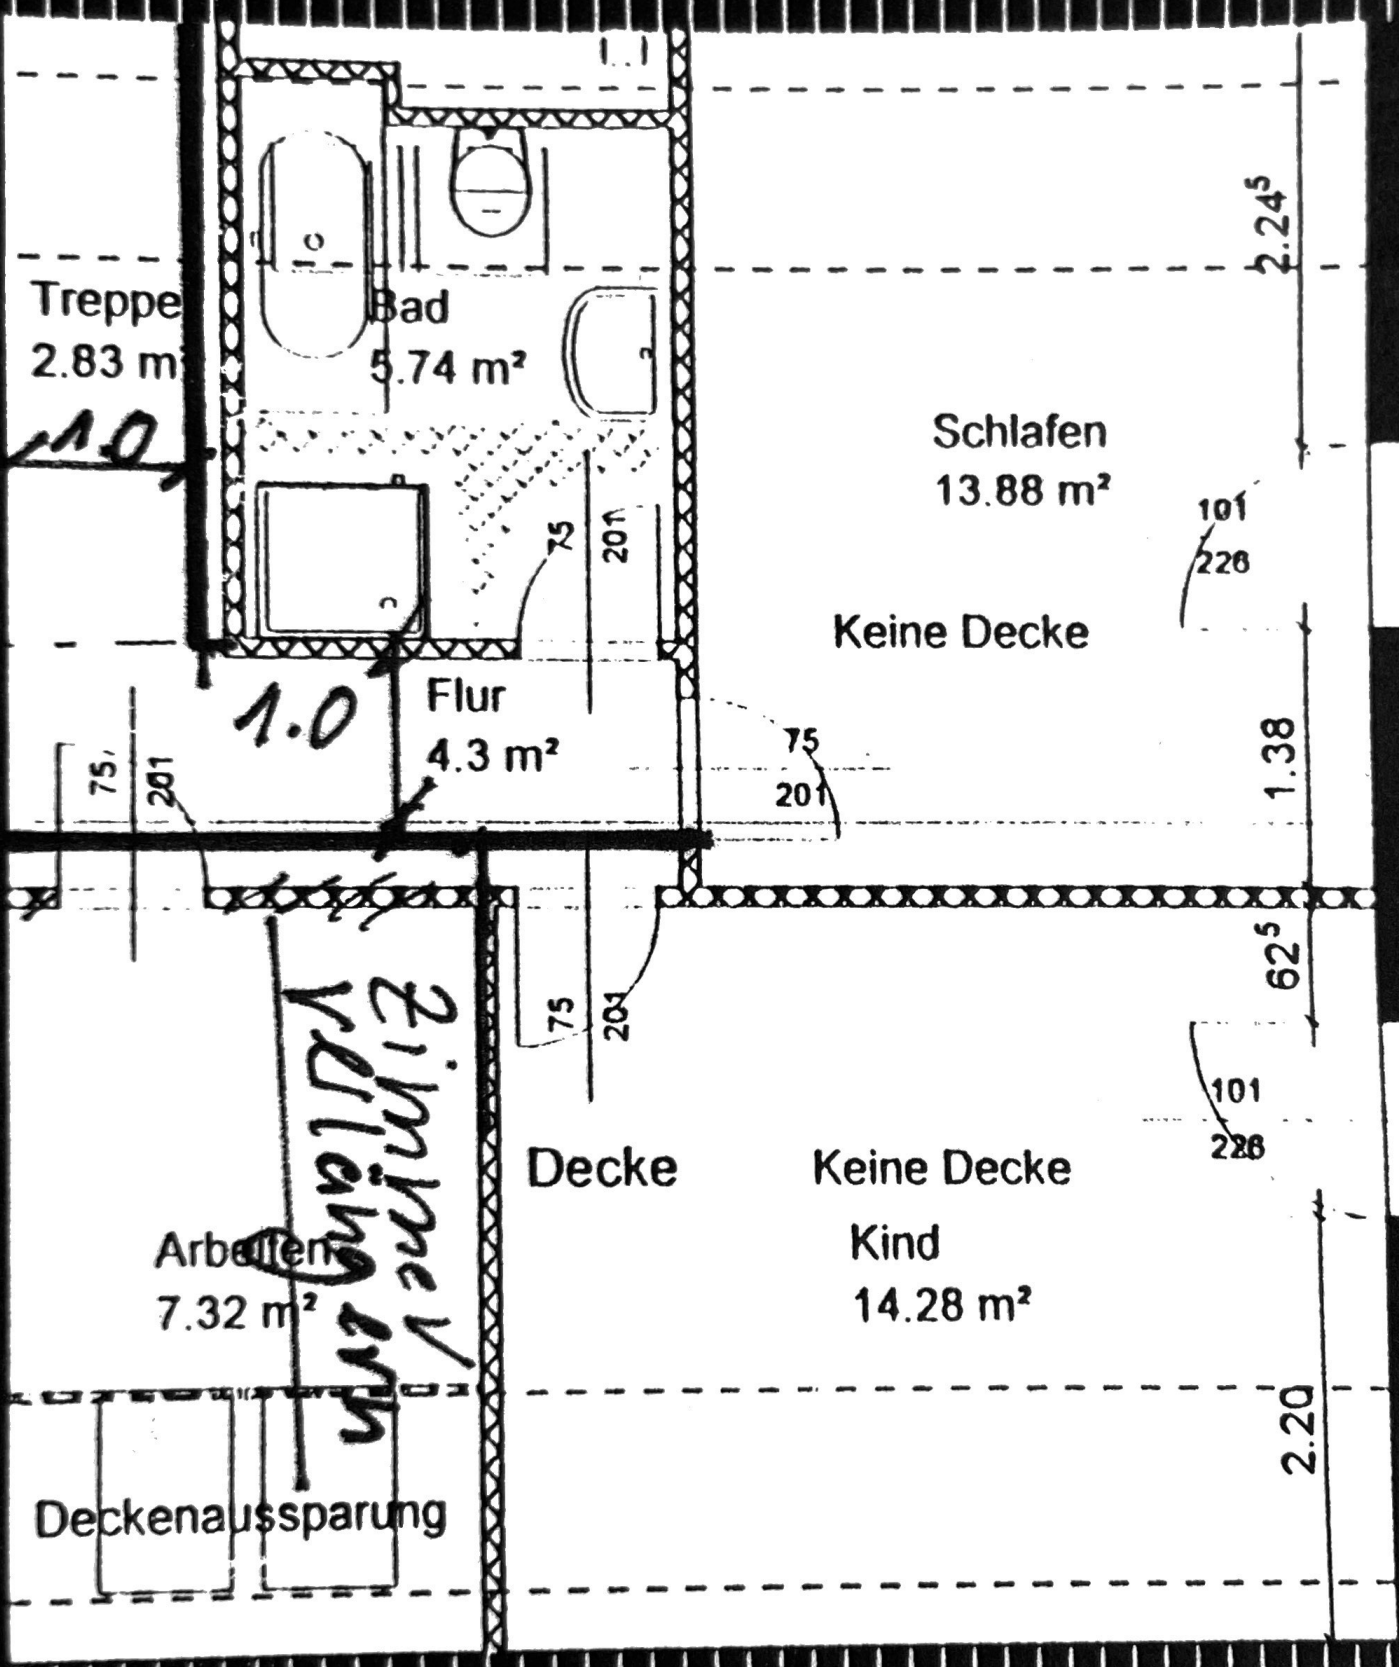 2.24⁵
Treppe
2.83 m
Bad
5.74 m²
1.0
Schlafen
13.88 m²
101
226
75
201
Keine Decke
1.0
Flur
4.3 m²
75
201
75
201
1.38
62⁵
75
201
Zimmer
verlängern
101
226
Decke
Keine Decke
Kind
14.28 m²
Arbeiten
7.32 m²
2.20
Deckenaussparung